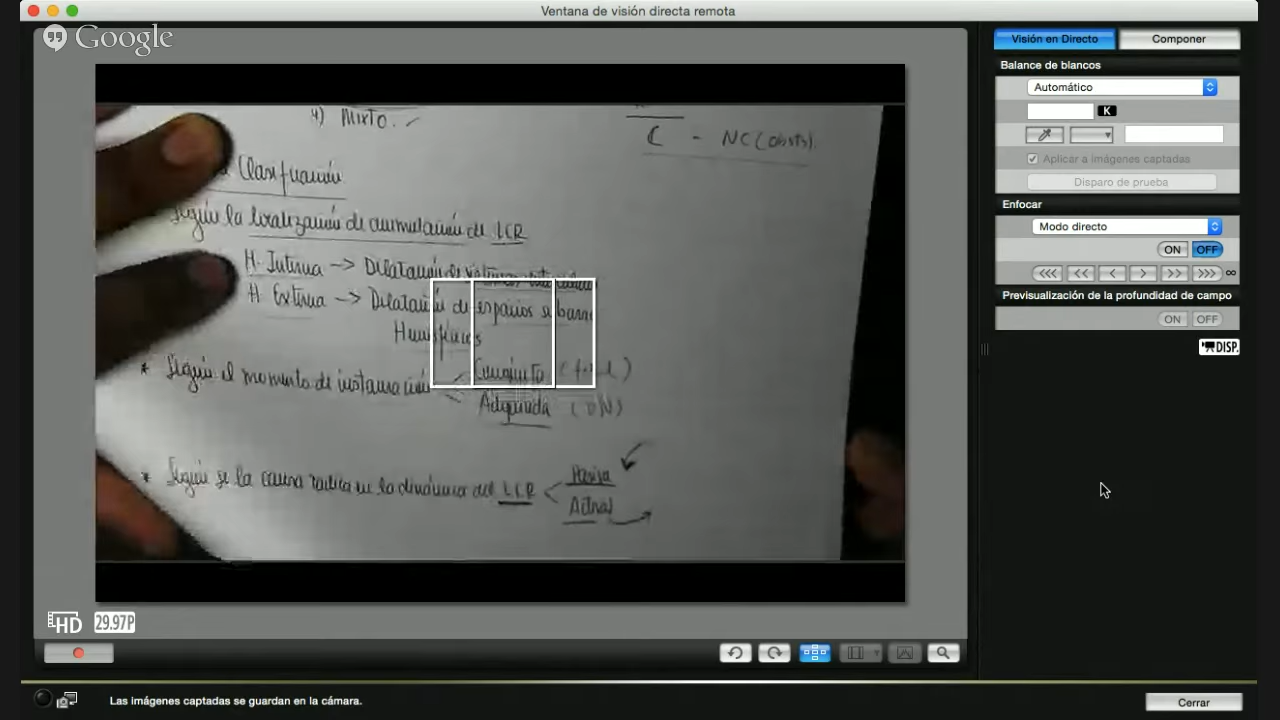 Ventana de visión directa remota
Google
4) Mixto.
C - NC (
Clasificación
Según la localización de acumulación de LCR
H. Interna -> Dilatación de
H. Externa -> Dilatación de espacios
* Según el momento de instauración
Congénita (
Adquirida (
* Según si la causa radica en la dinámica del LCR
Pasiva
Activa
HD 29.97P
Las imágenes captadas se guardan en la cámara.
Visión en Directo Componer
Balance de blancos
Automático
K
Aplicar a imágenes captadas
Disparo de prueba
Enfocar
Modo directo
ON OFF
<<< << < > >> >>> ∞
Previsualización de la profundidad de campo
ON OFF
DISP.
Cerrar